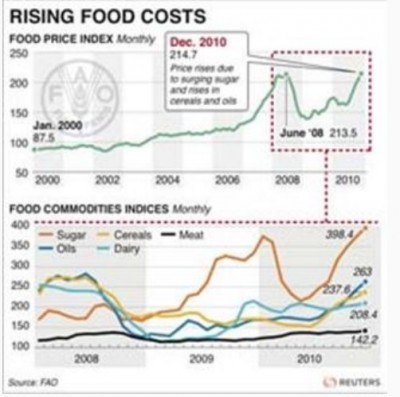 RISING FOOD COSTS
FOOD PRICE INDEX Monthly
250
200
150
100
50
Dec. 2010
214.7
Price rises due
to surging sugar
and rises in
cereals and oils
Jan. 2000
87.5
June '08 213.5
2000 2002 2004 2006 2008 2010
FOOD COMMODITIES INDICES Monthly
400
350
300
250
200
150
100
Sugar Cereals Meat
Oils Dairy
398.4
263
237.6
208.4
142.2
2008 2009 2010
Source: FAO
REUTERS